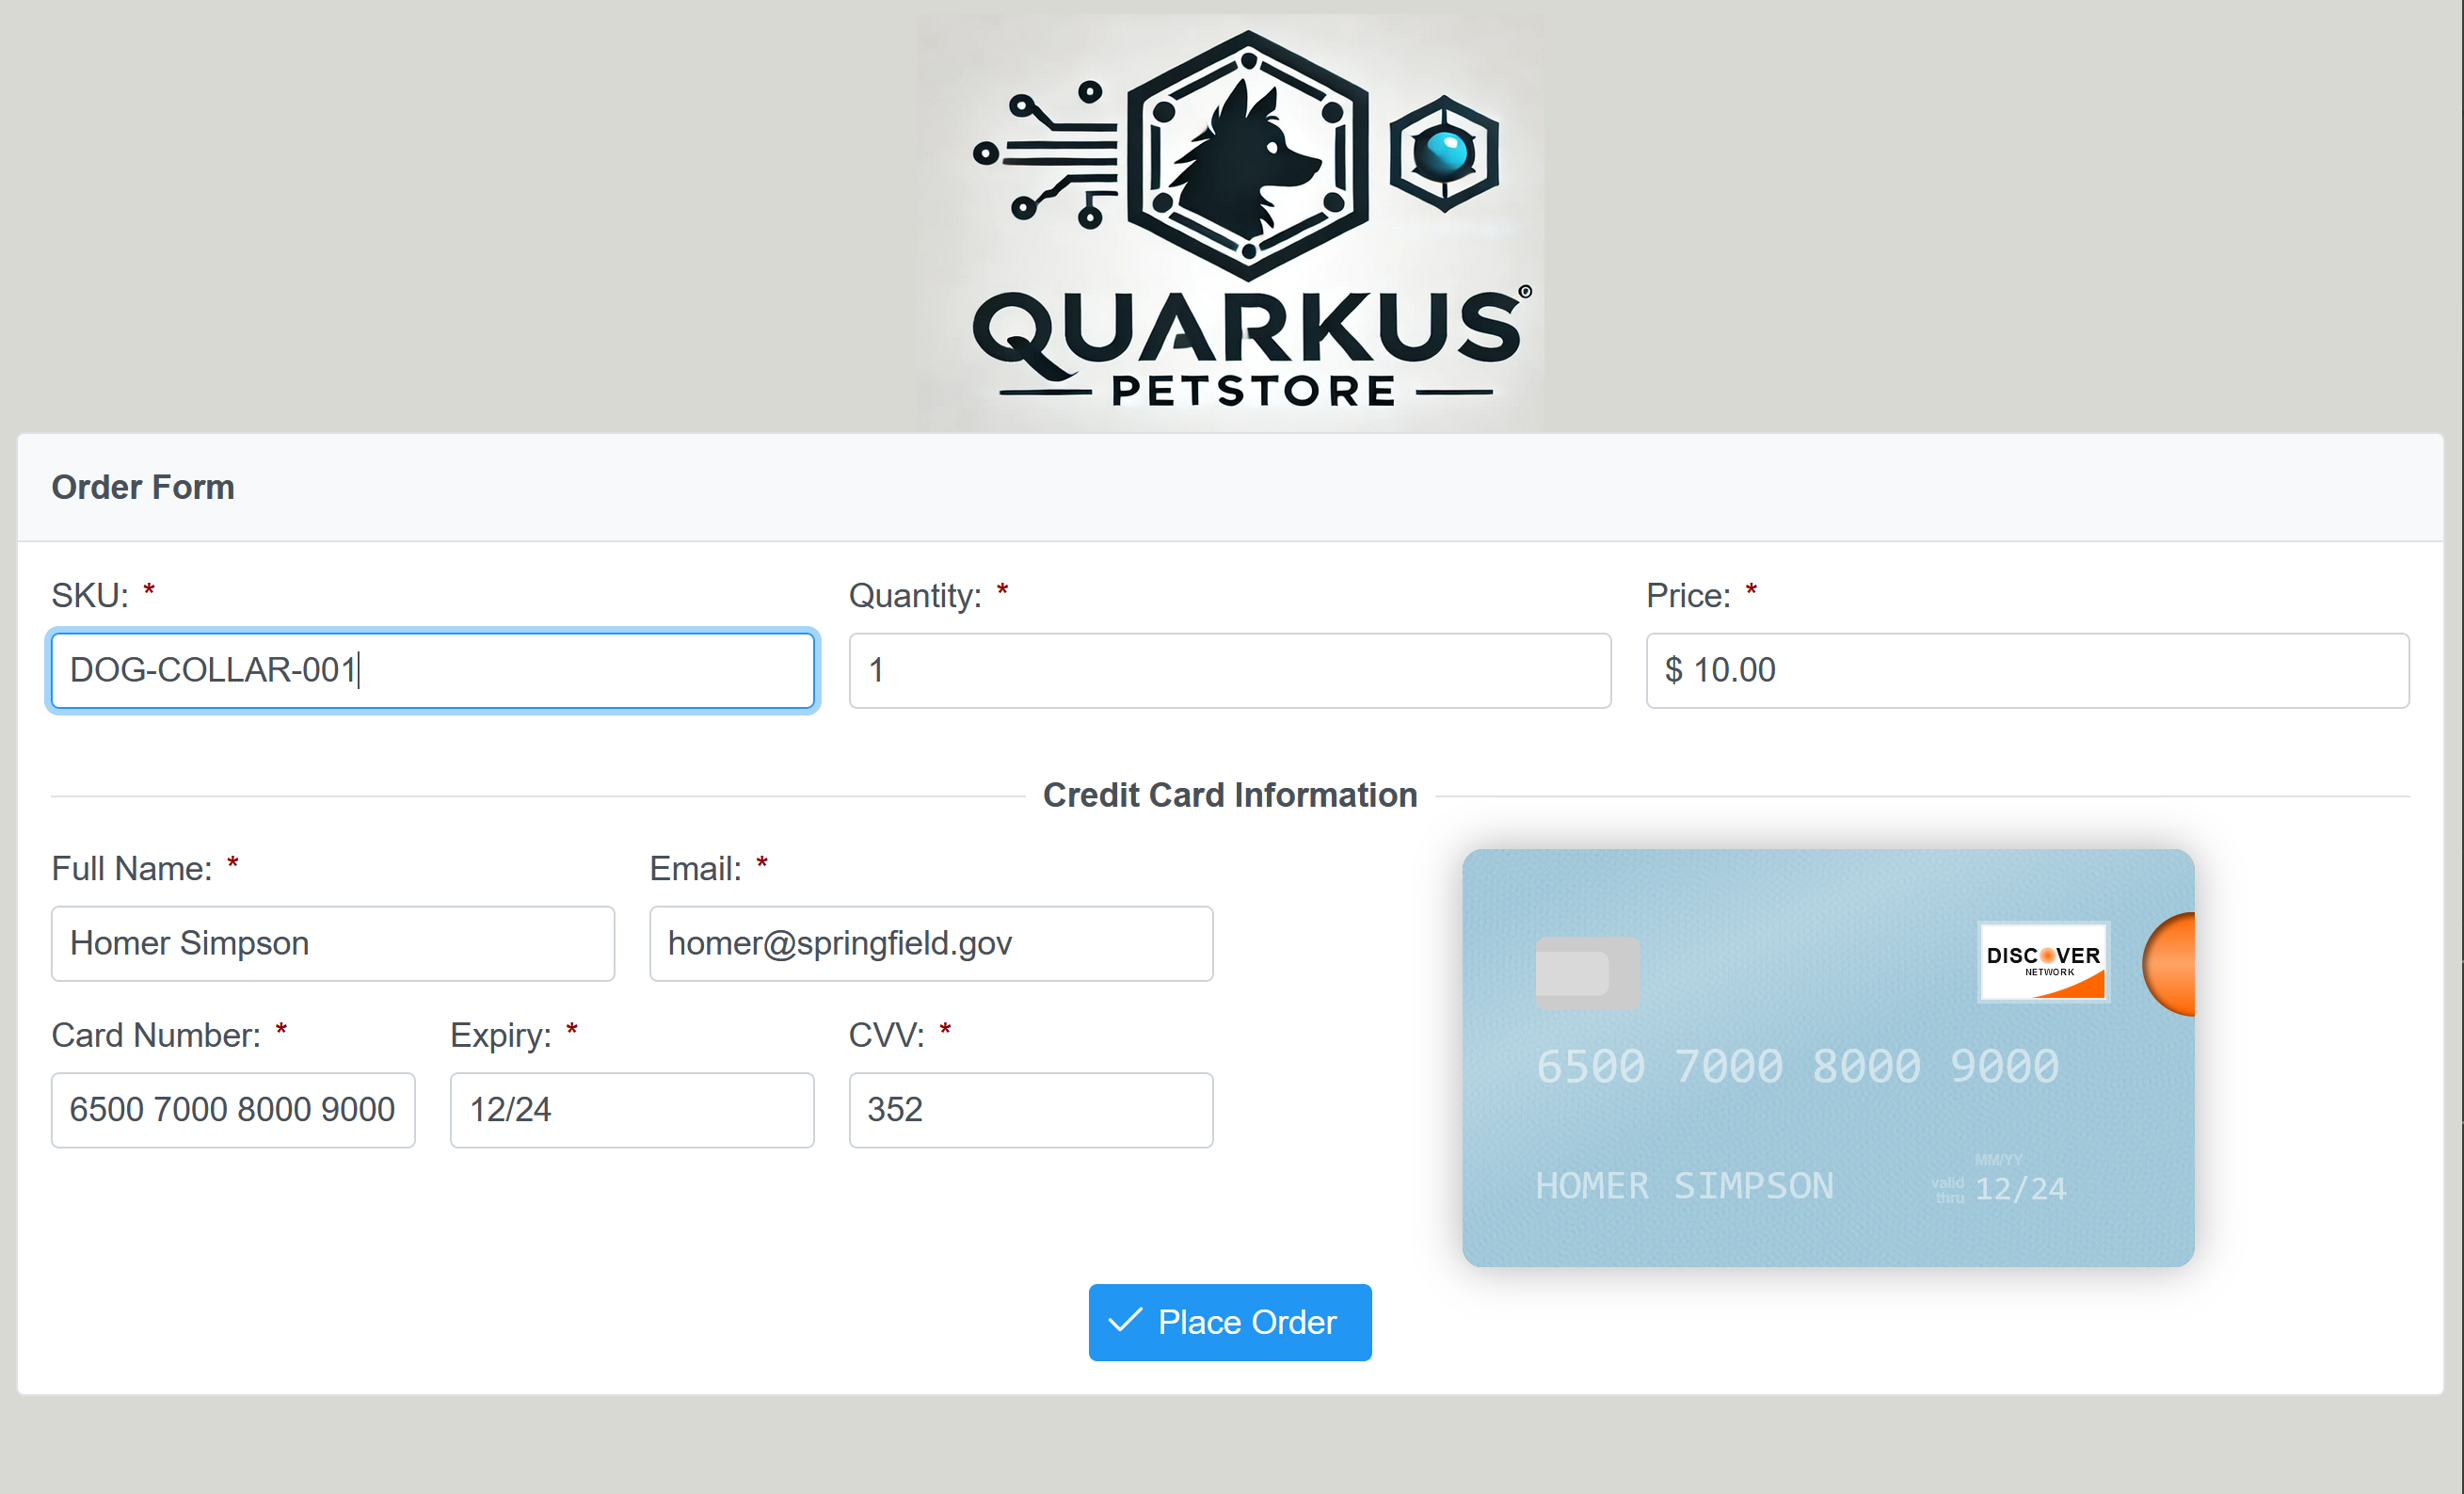 QUARKUS
PETSTORE
Order Form
SKU: * Quantity: * Price: *
DOG-COLLAR-001 1 $ 10.00
Credit Card Information
Full Name: * Email: *
Homer Simpson homer@springfield.gov
Card Number: * Expiry: * CVV: *
6500 7000 8000 9000 12/24 352
DISCOVER
NETWORK
6500 7000 8000 9000
MM/YY
valid
thru
HOMER SIMPSON 12/24
Place Order